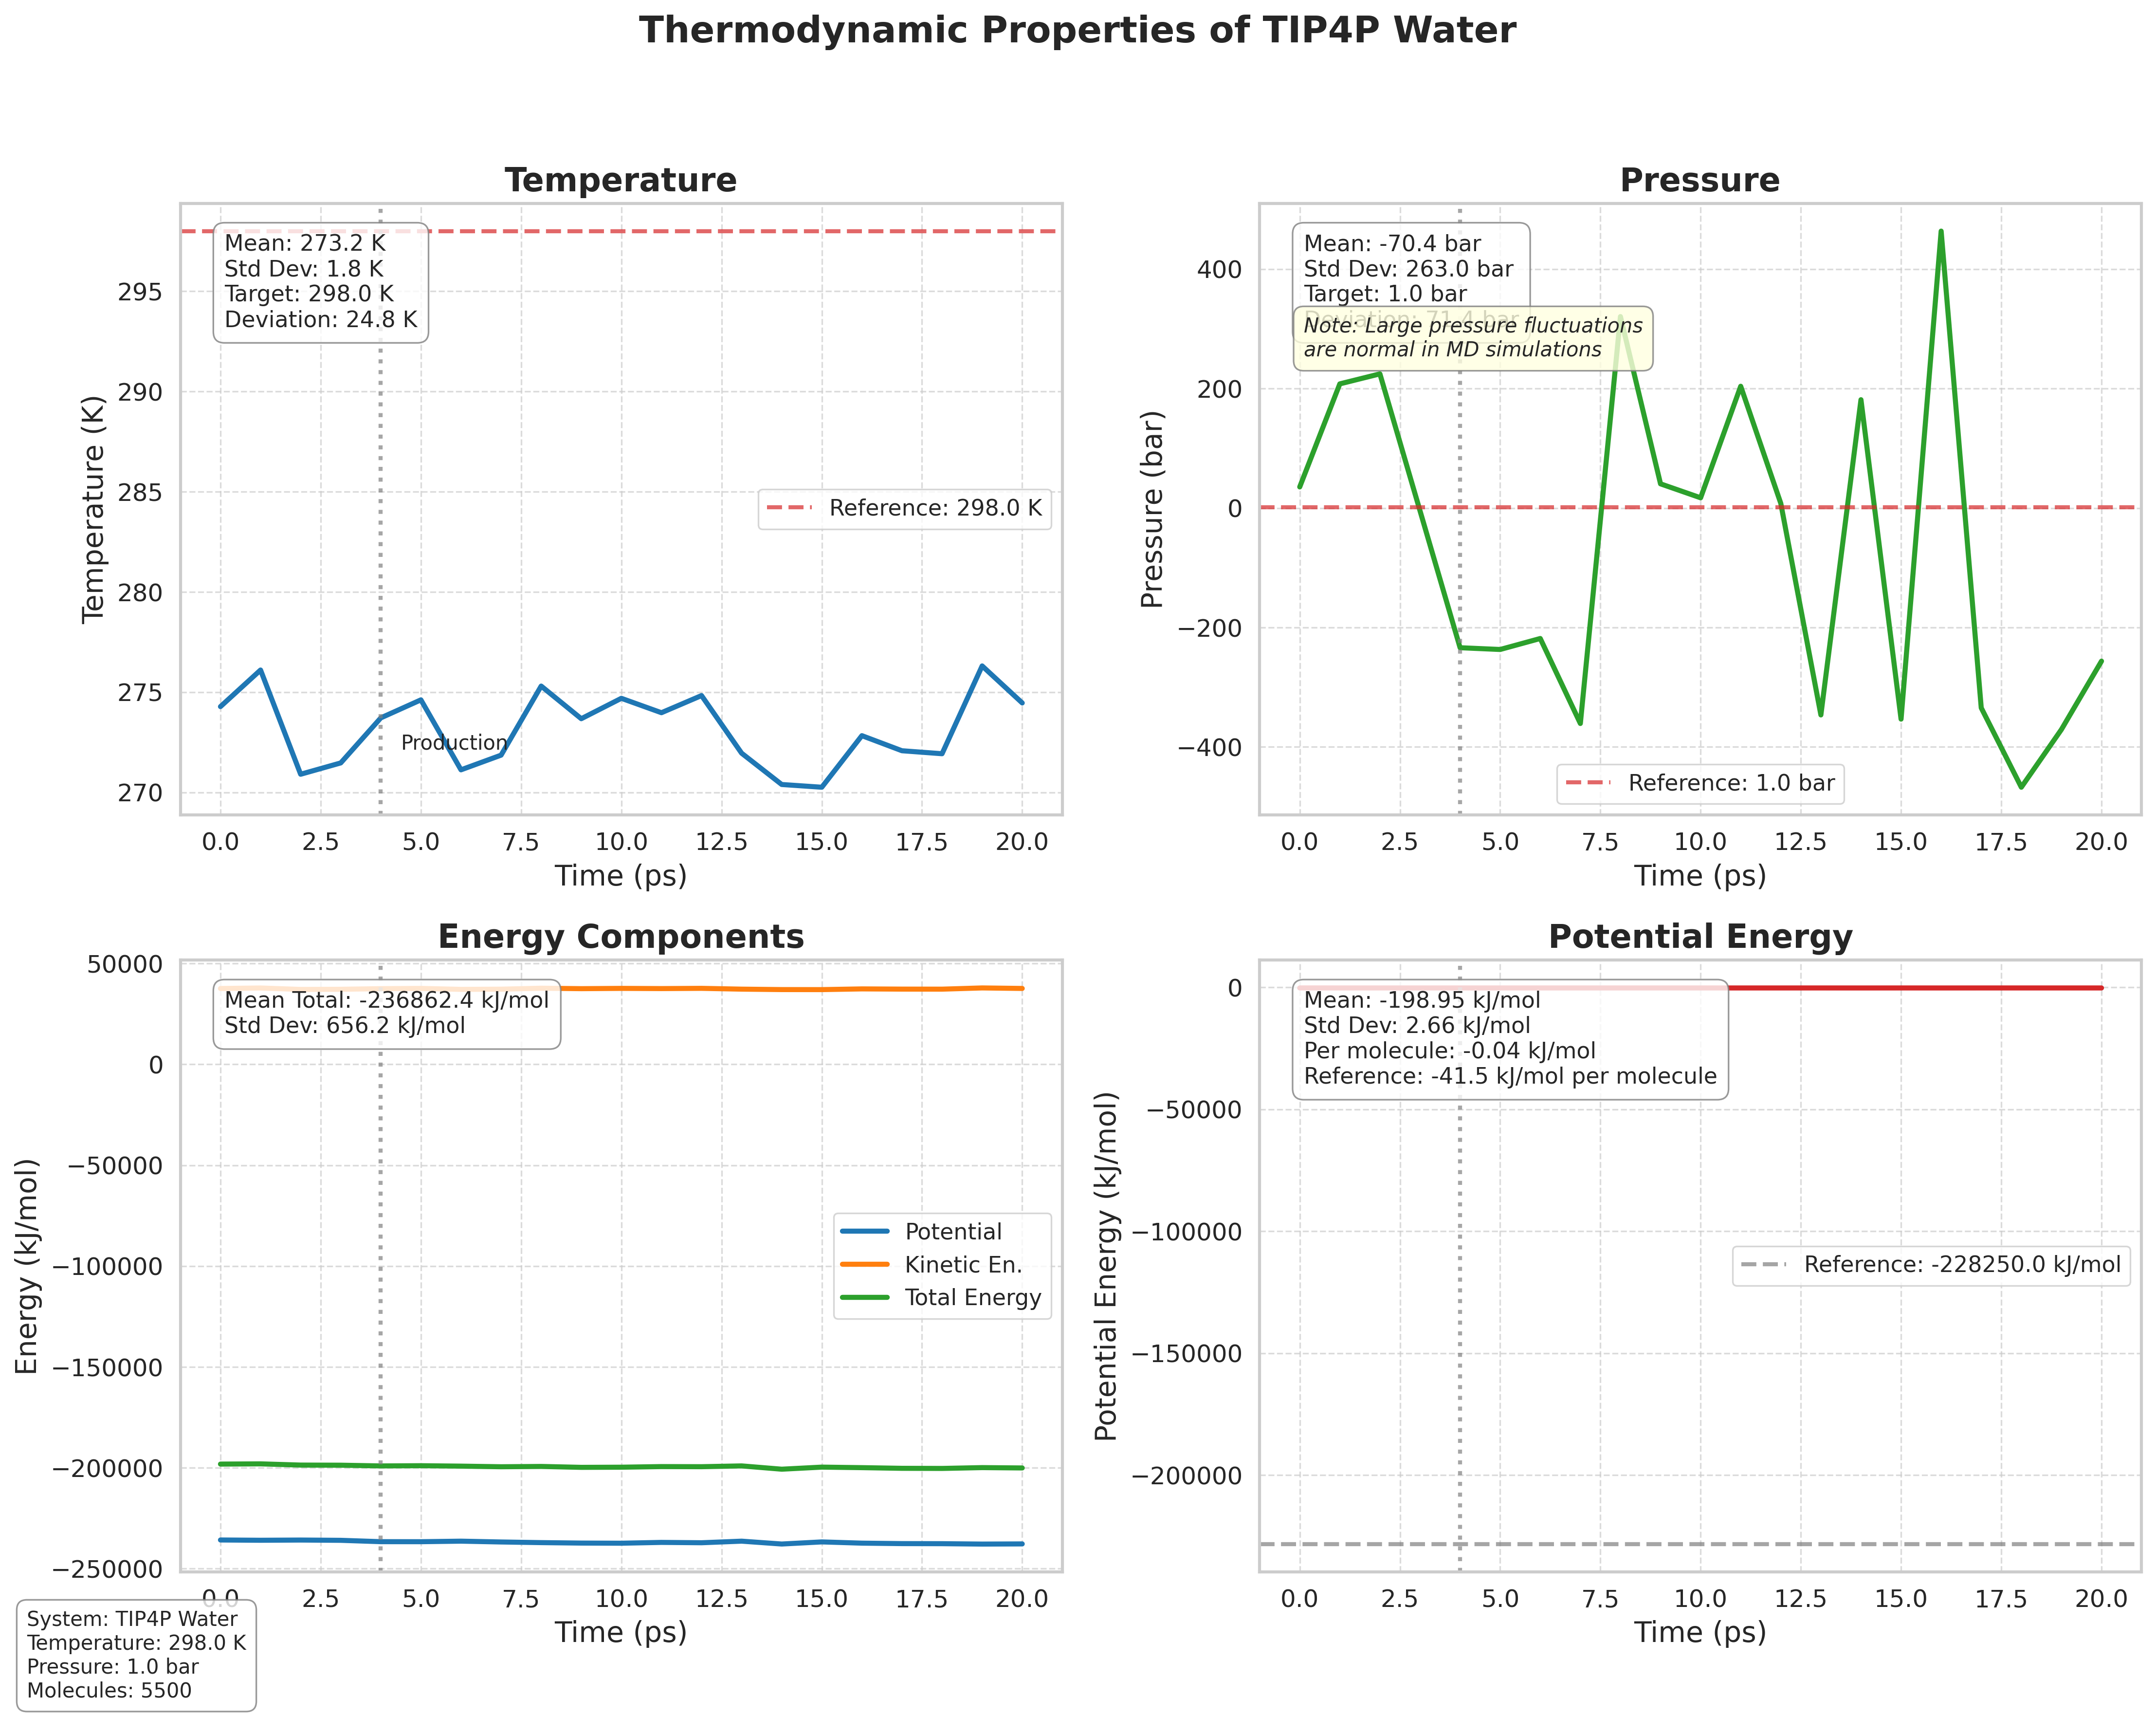 Thermodynamic Properties of TIP4P Water
Temperature
Mean: 273.2 K
Std Dev: 1.8 K
Target: 298.0 K
Deviation: 24.8 K
Reference: 298.0 K
Production
Temperature (K)
295
290
285
280
275
270
0.0 2.5 5.0 7.5 10.0 12.5 15.0 17.5 20.0
Time (ps)
Pressure
Mean: -70.4 bar
Std Dev: 263.0 bar
Target: 1.0 bar
Deviation: 71.4 bar
Note: Large pressure fluctuations
are normal in MD simulations
Reference: 1.0 bar
Pressure (bar)
400
200
0
−200
−400
0.0 2.5 5.0 7.5 10.0 12.5 15.0 17.5 20.0
Time (ps)
Energy Components
Mean Total: -236862.4 kJ/mol
Std Dev: 656.2 kJ/mol
Potential
Kinetic En.
Total Energy
Energy (kJ/mol)
50000
0
−50000
−100000
−150000
−200000
−250000
0.0 2.5 5.0 7.5 10.0 12.5 15.0 17.5 20.0
Time (ps)
Potential Energy
Mean: -198.95 kJ/mol
Std Dev: 2.66 kJ/mol
Per molecule: -0.04 kJ/mol
Reference: -41.5 kJ/mol per molecule
Reference: -228250.0 kJ/mol
Potential Energy (kJ/mol)
0
−50000
−100000
−150000
−200000
0.0 2.5 5.0 7.5 10.0 12.5 15.0 17.5 20.0
Time (ps)
System: TIP4P Water
Temperature: 298.0 K
Pressure: 1.0 bar
Molecules: 5500